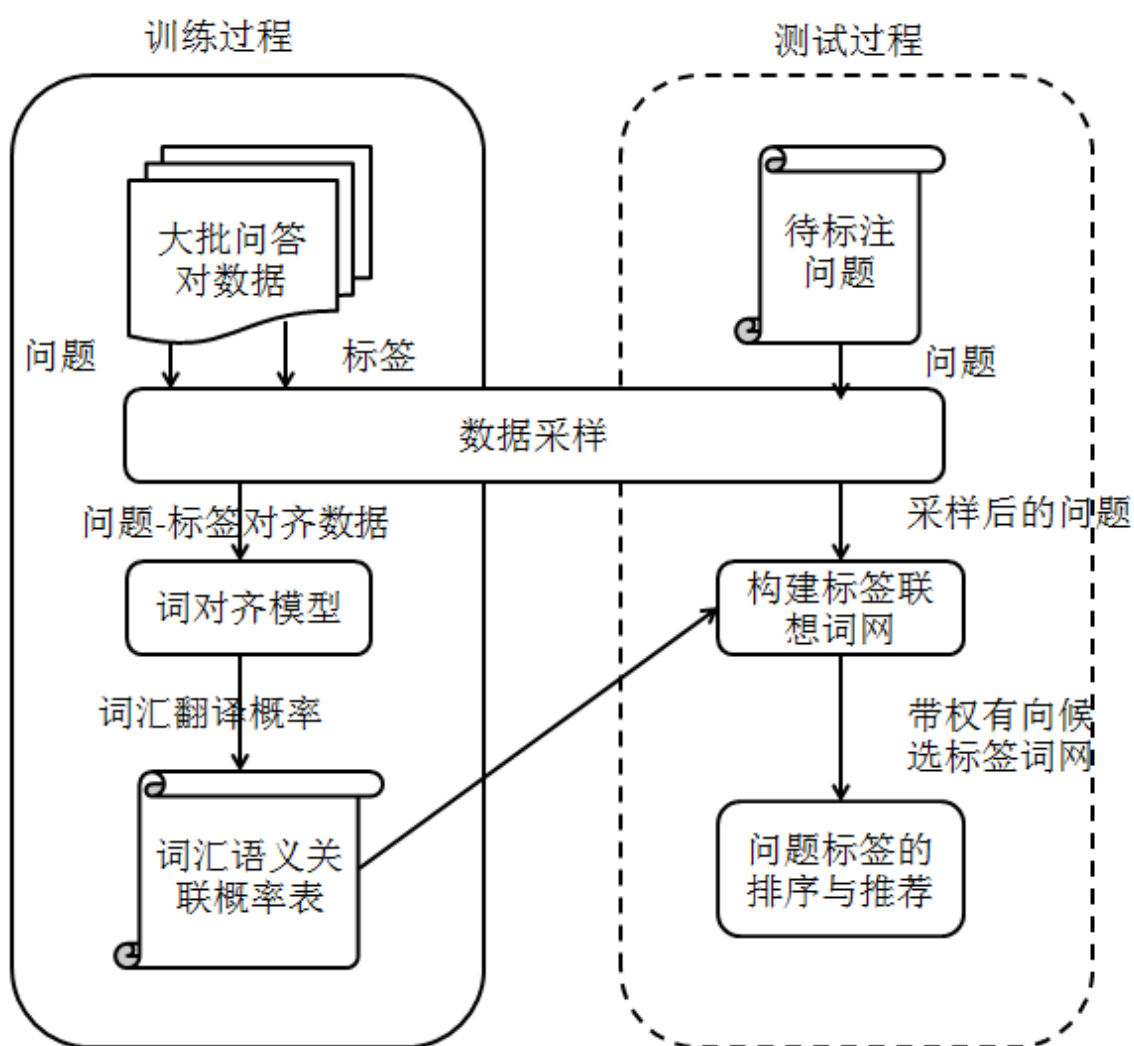 训练过程
测试过程
大批问答
对数据
待标注
问题
问题
标签
问题
数据采样
问题-标签对齐数据
采样后的问题
词对齐模型
构建标签联
想词网
词汇翻译概率
带权有向候
选标签词网
词汇语义关
联概率表
问题标签的
排序与推荐